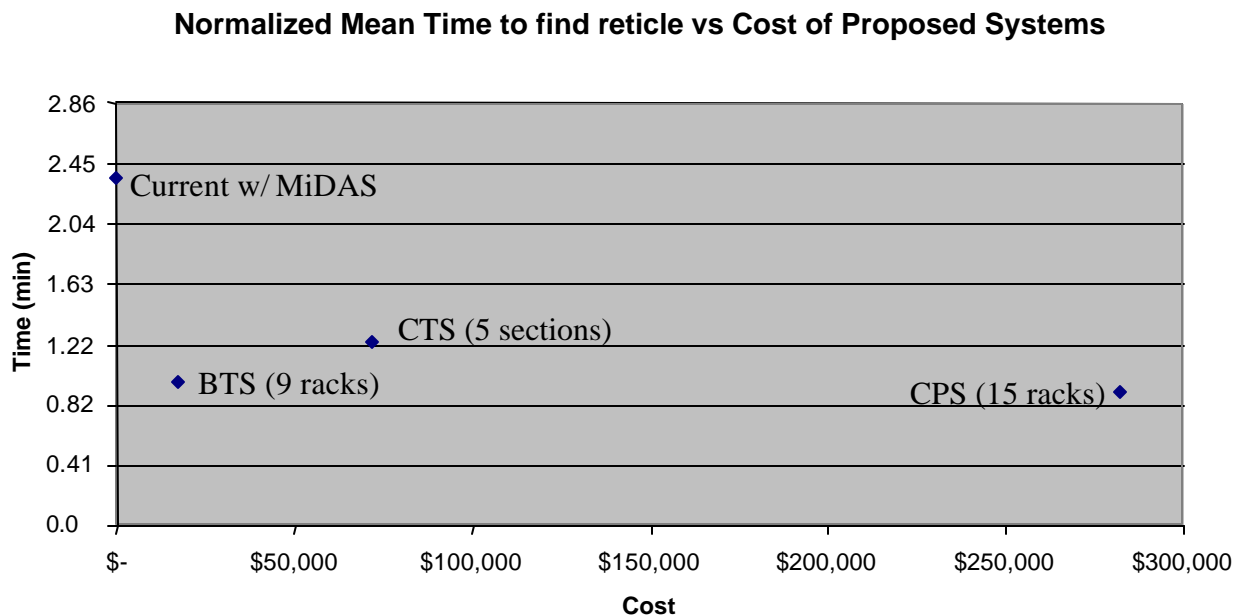 Normalized Mean Time to find reticle vs Cost of Proposed Systems
2.86
2.45
2.04
1.63
1.22
0.82
0.41
0.0
Time (min)
Current w/ MiDAS
CTS (5 sections)
BTS (9 racks)
CPS (15 racks)
$- $50,000 $100,000 $150,000 $200,000 $250,000 $300,000
Cost